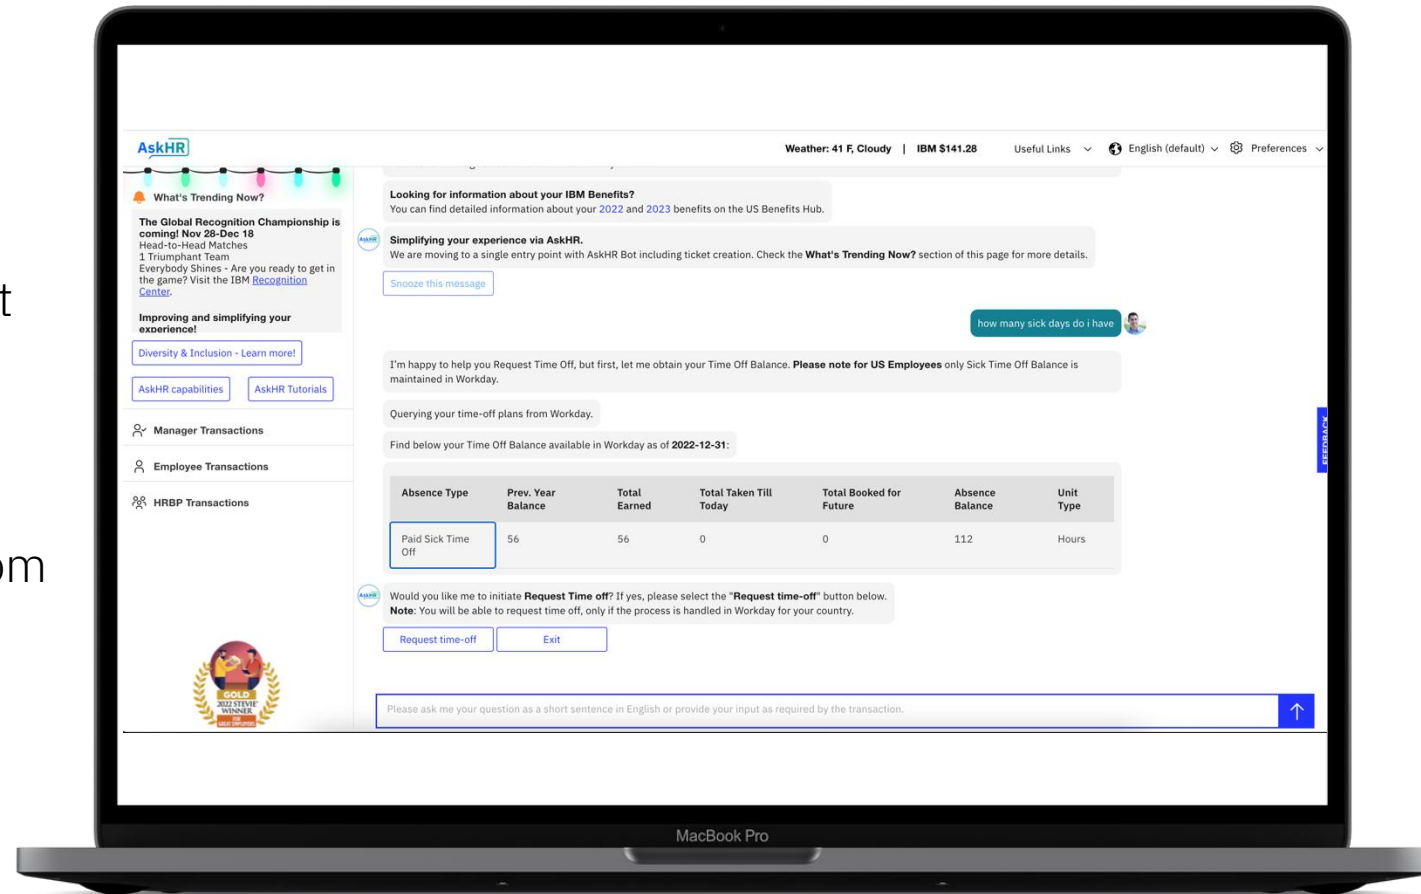 t
om
AskHR
Weather: 41 F, Cloudy | IBM $141.28
Useful Links
English (default)
Preferences
What's Trending Now?
The Global Recognition Championship is
coming! Nov 28-Dec 18
Head-to-Head Matches
1 Triumphant Team
Everybody Shines - Are you ready to get in
the game? Visit the IBM Recognition
Center.
Improving and simplifying your
experience!
Diversity & Inclusion - Learn more!
AskHR capabilities
AskHR Tutorials
Manager Transactions
Employee Transactions
HRBP Transactions
GOLD
2022 STEVIE®
WINNER
FOR
GREAT EMPLOYERS
Looking for information about your IBM Benefits?
You can find detailed information about your 2022 and 2023 benefits on the US Benefits Hub.
AskHR
Simplifying your experience via AskHR.
We are moving to a single entry point with AskHR Bot including ticket creation. Check the What's Trending Now? section of this page for more details.
Snooze this message
how many sick days do i have
I'm happy to help you Request Time Off, but first, let me obtain your Time Off Balance. Please note for US Employees only Sick Time Off Balance is
maintained in Workday.
Querying your time-off plans from Workday.
Find below your Time Off Balance available in Workday as of 2022-12-31:
Absence Type Prev. Year Balance Total Earned Total Taken Till Today Total Booked for Future Absence Balance Unit Type
Paid Sick Time Off 56 56 0 0 112 Hours
AskHR
Would you like me to initiate Request Time off? If yes, please select the "Request time-off" button below.
Note: You will be able to request time off, only if the process is handled in Workday for your country.
Request time-off
Exit
Please ask me your question as a short sentence in English or provide your input as required by the transaction.
FEEDBACK
MacBook Pro